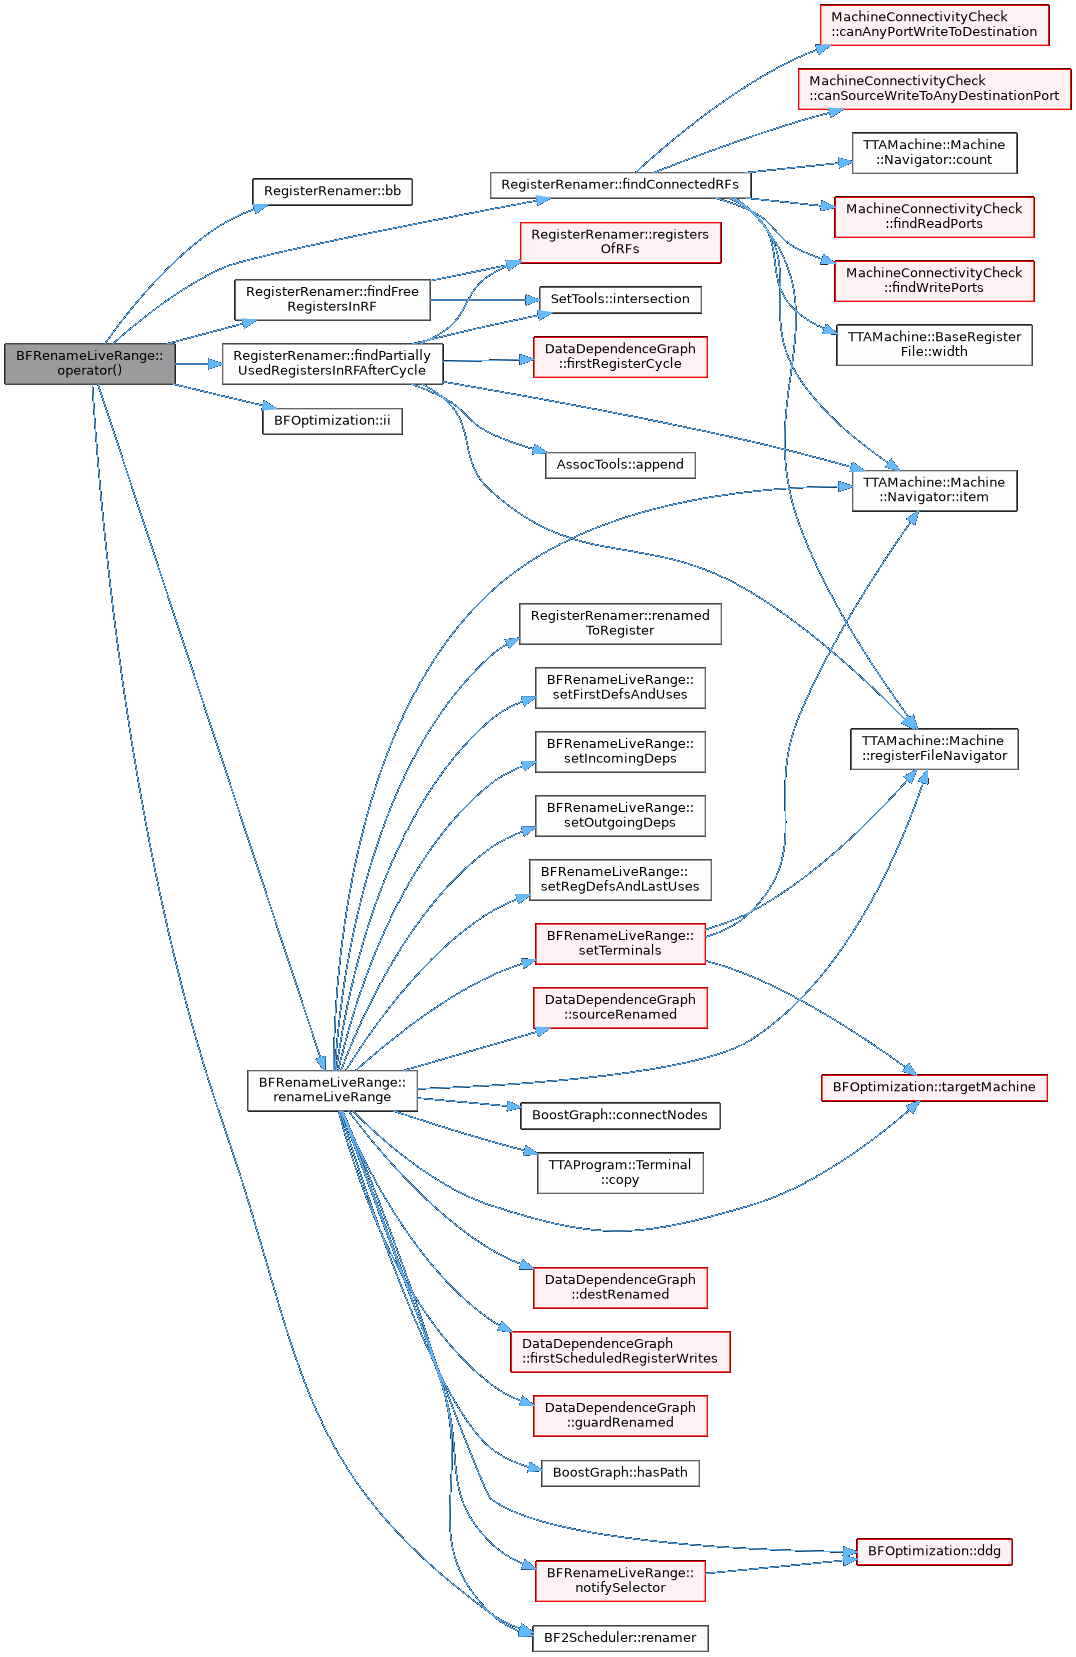 MachineConnectivityCheck
::canAnyPortWriteToDestination
MachineConnectivityCheck
::canSourceWriteToAnyDestinationPort
TTAMachine::Machine
::Navigator::count
RegisterRenamer::bb
RegisterRenamer::findConnectedRFs
MachineConnectivityCheck
::findReadPorts
RegisterRenamer::registers
OfRFs
MachineConnectivityCheck
::findWritePorts
RegisterRenamer::findFree
RegistersInRF
SetTools::intersection
TTAMachine::BaseRegister
File::width
BFRenameLiveRange::
operator()
RegisterRenamer::findPartially
UsedRegistersInRFAfterCycle
DataDependenceGraph
::firstRegisterCycle
BFOptimization::ii
AssocTools::append
TTAMachine::Machine
::Navigator::item
RegisterRenamer::renamed
ToRegister
BFRenameLiveRange::
setFirstDefsAndUses
BFRenameLiveRange::
setIncomingDeps
TTAMachine::Machine
::registerFileNavigator
BFRenameLiveRange::
setOutgoingDeps
BFRenameLiveRange::
setRegDefsAndLastUses
BFRenameLiveRange::
setTerminals
DataDependenceGraph
::sourceRenamed
BFRenameLiveRange::
renameLiveRange
BFOptimization::targetMachine
BoostGraph::connectNodes
TTAProgram::Terminal
::copy
DataDependenceGraph
::destRenamed
DataDependenceGraph
::firstScheduledRegisterWrites
DataDependenceGraph
::guardRenamed
BoostGraph::hasPath
BFOptimization::ddg
BFRenameLiveRange::
notifySelector
BF2Scheduler::renamer